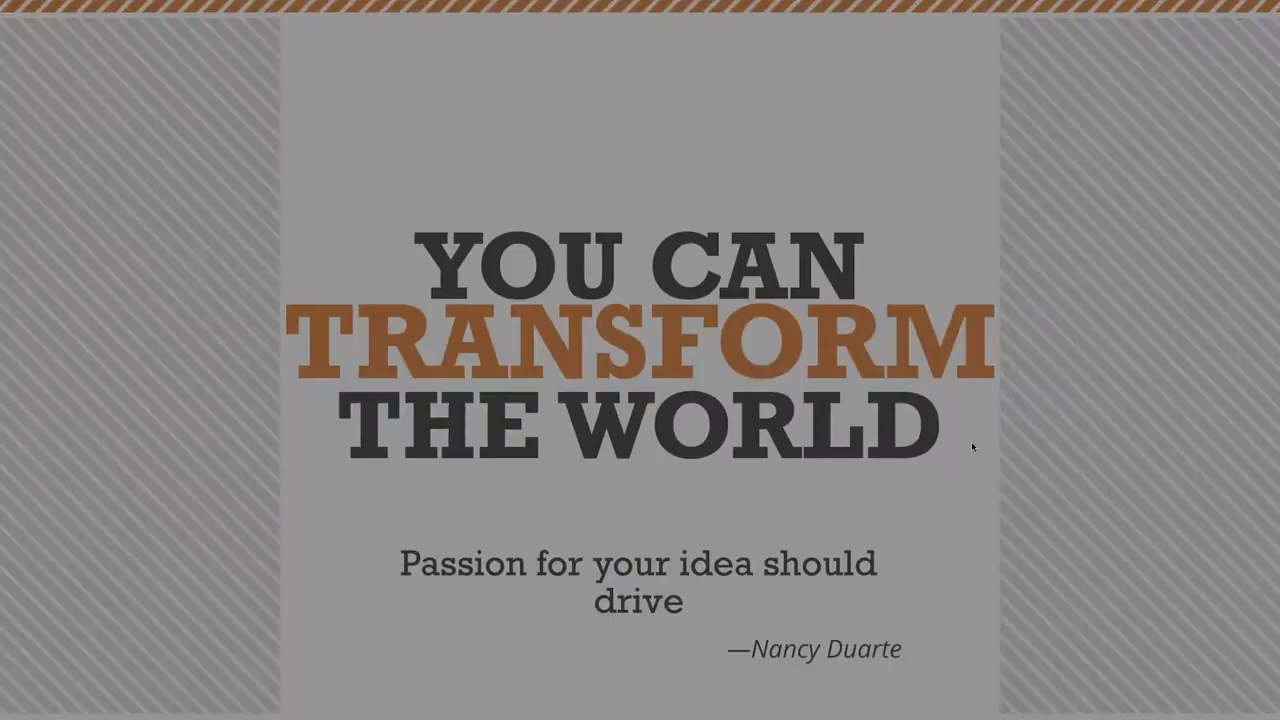 YOU CAN
TRANSFORM
THE WORLD
Passion for your idea should
drive
—Nancy Duarte